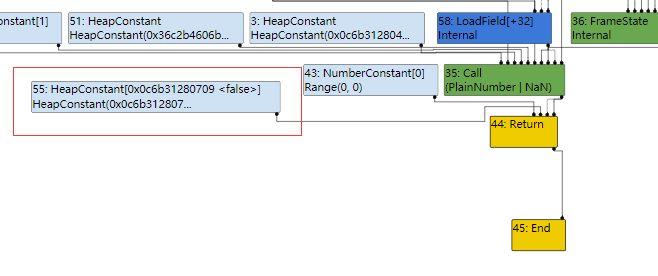 nstant[1]
51: HeapConstant
HeapConstant(0x36c2b4606b...
3: HeapConstant
HeapConstant(0x0c6b312804...
58: LoadField[+32]
Internal
36: FrameState
Internal
55: HeapConstant[0x0c6b31280709 <false>]
HeapConstant(0x0c6b312807...
43: NumberConstant[0]
Range(0, 0)
35: Call
(PlainNumber | NaN)
44: Return
45: End